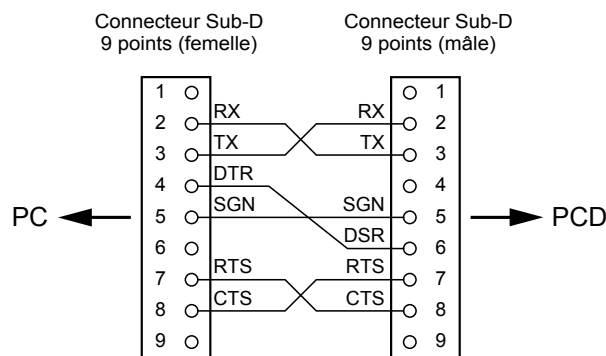 Connecteur Sub-D
9 points (femelle)
Connecteur Sub-D
9 points (mâle)
1 1
2 RX RX 2
3 TX TX 3
4 DTR 4
PC 5 SGN SGN 5 PCD
6 DSR 6
7 RTS RTS 7
8 CTS CTS 8
9 9